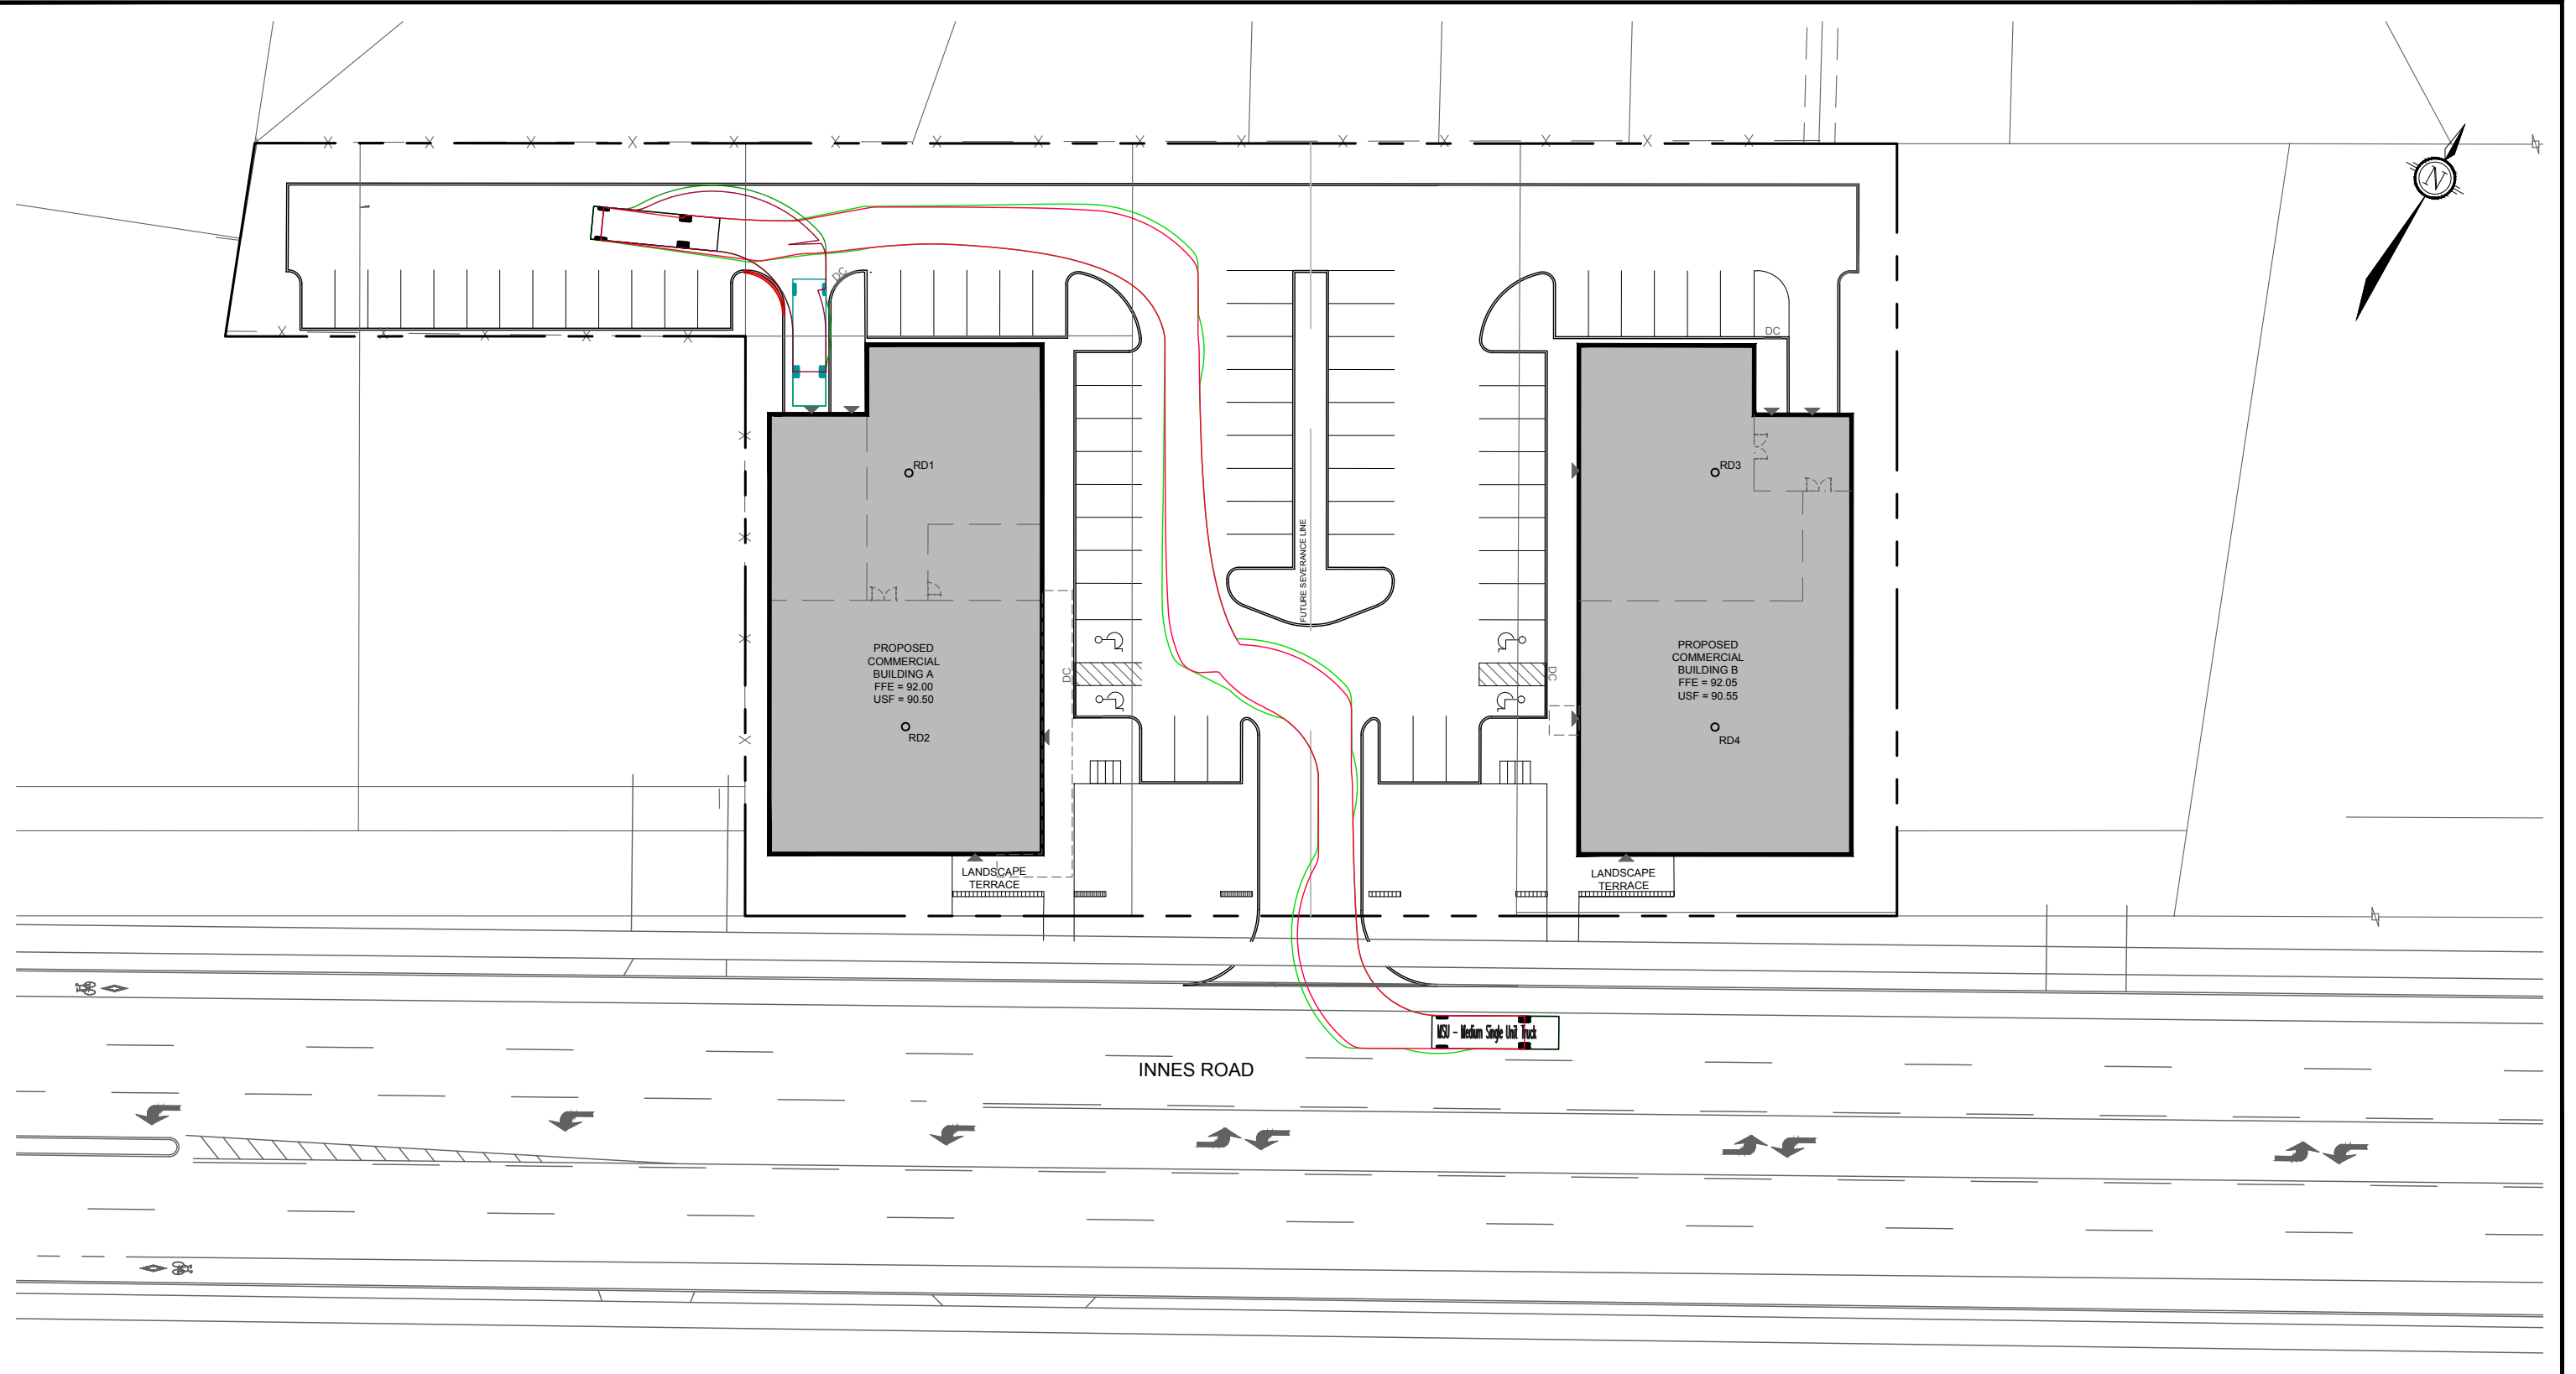 N
DC
DC
RD1
RD3
FUTURE SEVERANCE LINE
PROPOSED
COMMERCIAL
BUILDING A
FFE = 92.00
USF = 90.50
DC
DC
PROPOSED
COMMERCIAL
BUILDING B
FFE = 92.05
USF = 90.55
RD2
RD4
LANDSCAPE
TERRACE
LANDSCAPE
TERRACE
MSU - Medium Single Unit Truck
INNES ROAD